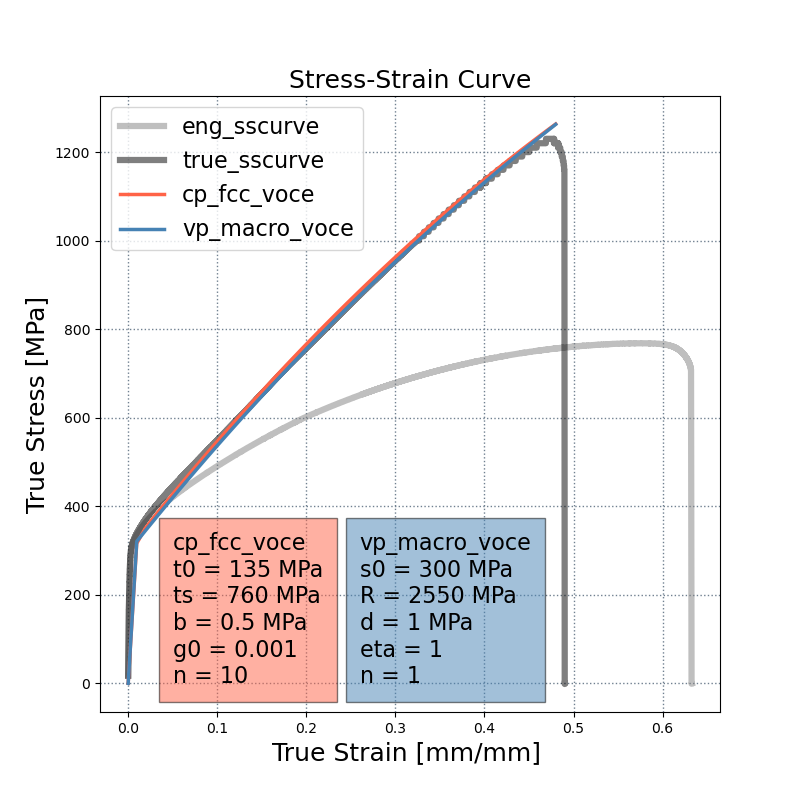 Stress-Strain Curve
eng_sscurve
true_sscurve
cp_fcc_voce
vp_macro_voce
True Stress [MPa]
1200
1000
800
600
400
200
0
cp_fcc_voce
t0 = 135 MPa
ts = 760 MPa
b = 0.5 MPa
g0 = 0.001
n = 10
vp_macro_voce
s0 = 300 MPa
R = 2550 MPa
d = 1 MPa
eta = 1
n = 1
0.0 0.1 0.2 0.3 0.4 0.5 0.6
True Strain [mm/mm]